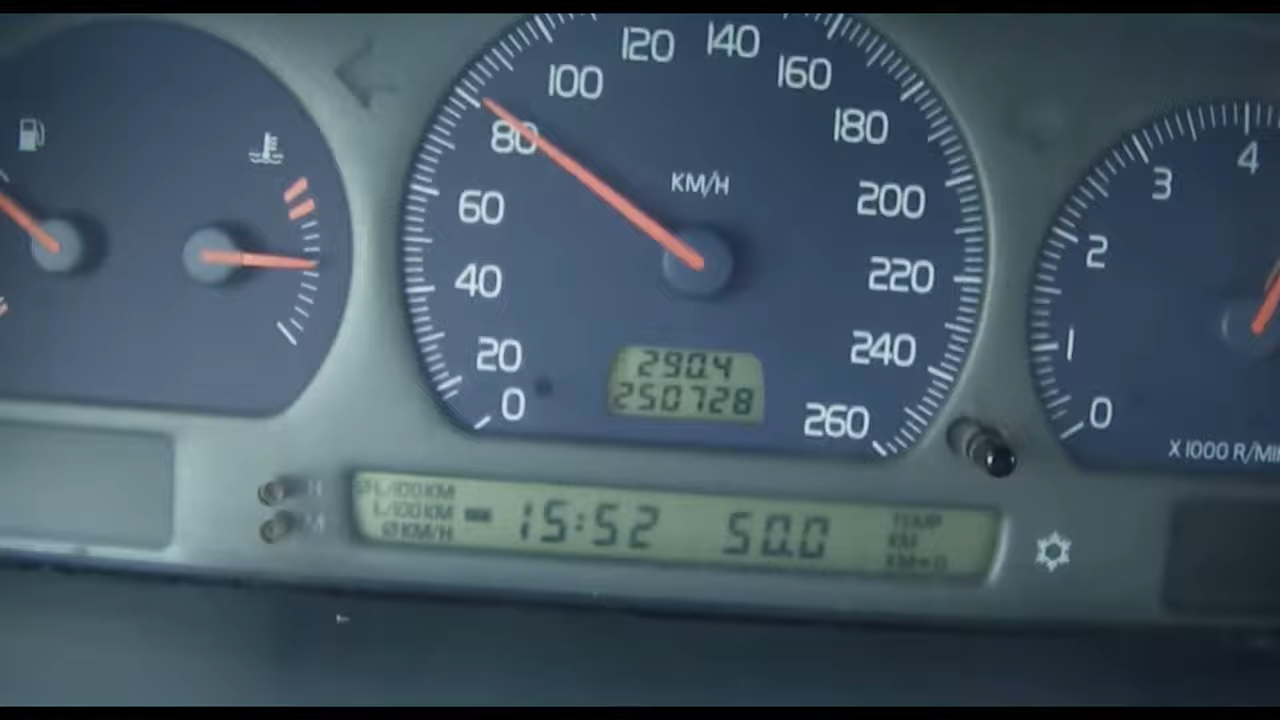 120 140
100 160
80 180
KM/H
60 200
40 220
20 240
0 260
290.4
250728
4
3
2
1
0
X 1000 R/MI
H
M
Ø L/100 KM
L/100 KM
Ø KM/H
15:52 50.0
TEMP
KM